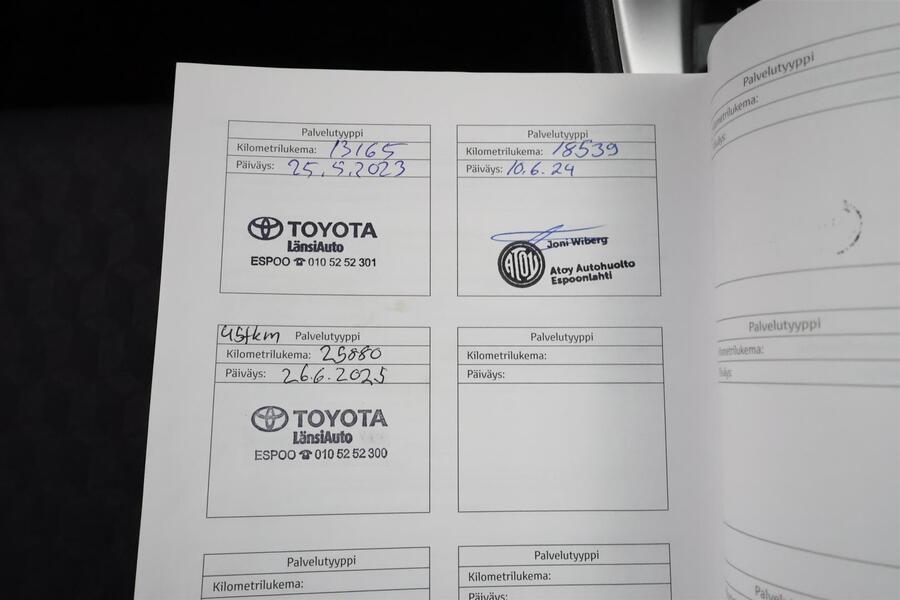 Palvelutyyppi
Kilometrilukema: 13165
Päiväys: 25.5.2023
TOYOTA
LänsiAuto
ESPOO ☎ 010 52 52 301
Palvelutyyppi
Kilometrilukema: 18539
Päiväys: 10.6.24
Joni Wiberg
ATOY
Atoy Autohuolto
Espoonlahti
45tkm Palvelutyyppi
Kilometrilukema: 25880
Päiväys: 26.6.2025
TOYOTA
LänsiAuto
ESPOO ☎ 010 52 52 300
Palvelutyyppi
Kilometrilukema:
Päiväys:
Palvelutyyppi
Kilometrilukema:
Palvelutyyppi
Kilometrilukema:
Päiväys:
Palvelutyyppi
Palvelutyyppi